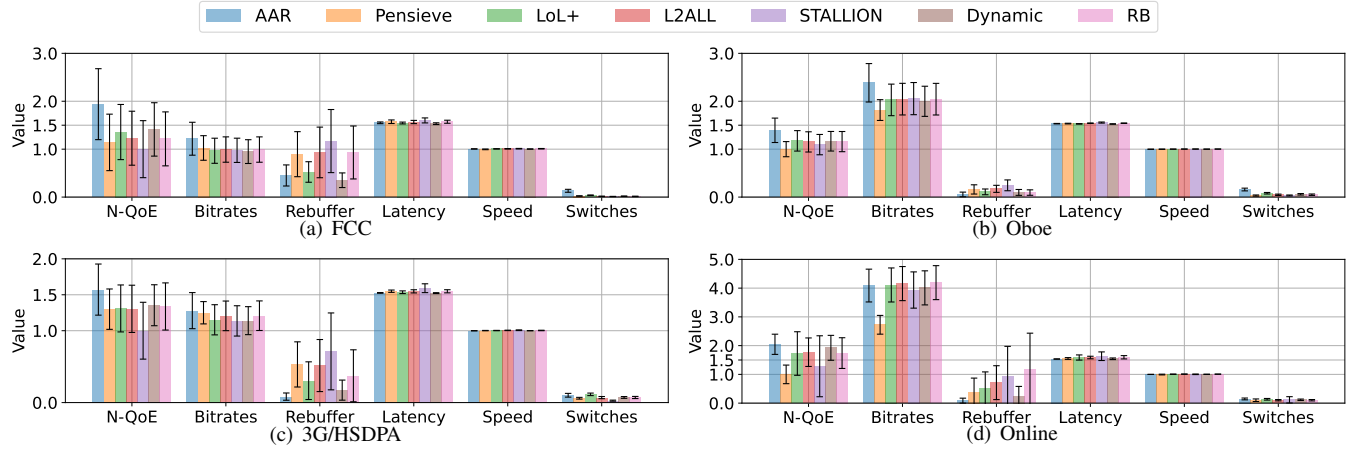 AAR Pensieve LoL+ L2ALL STALLION Dynamic RB
3.0
2.0
1.5
1.0
0.0
Value
N-QoE Bitrates Rebuffer Latency Speed Switches
(a) FCC
3.0
2.0
1.5
1.0
0.0
Value
N-QoE Bitrates Rebuffer Latency Speed Switches
(b) Oboe
2.0
1.5
1.0
0.0
Value
N-QoE Bitrates Rebuffer Latency Speed Switches
(c) 3G/HSDPA
5.0
4.0
3.0
2.0
1.5
1.0
0.0
Value
N-QoE Bitrates Rebuffer Latency Speed Switches
(d) Online